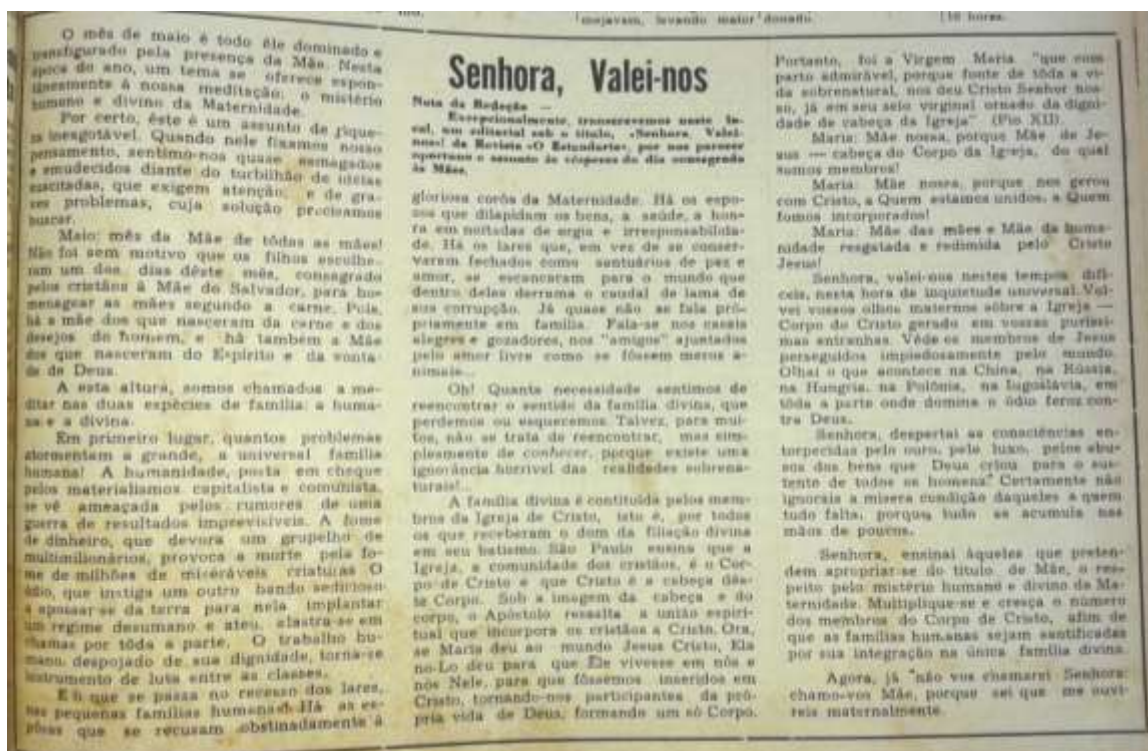 mejavam, levando maior donado.
16 horas.
O mês de maio é todo êle dominado e
transfigurado pela presença da Mãe. Nesta
época do ano, um tema se oferece espon-
tâneamente à nossa meditação: o mistério
humano e divino da Maternidade.
Por certo, êste é um assunto de rique-
za inesgotável. Quando nele fixamos nosso
pensamento, sentimo-nos quase esmagados
e emudecidos diante do turbilhão de idéias
suscitadas, que exigem atenção, e de gra-
ves problemas, cuja solução precisamos
buscar.
Maio: mês da Mãe de tôdas as mães!
Não foi sem motivo que os filhos escolhe-
ram um dos dias dêste mês, consagrado
pelos cristãos à Mãe do Salvador, para ho-
menagear as mães segundo a carne. Pois,
há a mãe dos que nasceram da carne e dos
desejos do homem, e há também a Mãe
dos que nasceram do Espírito e da vonta-
de de Deus.
A esta altura, somos chamados a me-
ditar nas duas espécies de família: a huma-
na e a divina.
Em primeiro lugar, quantos problemas
atormentam a grande, a universal família
humana! A humanidade, posta em cheque
pelos materialismos capitalista e comunista,
se vê ameaçada pelos rumores de uma
guerra de resultados imprevisíveis. A fome
de dinheiro, que devora um grupelho de
multimilionários, provoca a morte pela fo-
me de milhões de miseráveis criaturas O
ódio, que instiga um outro bando sedicioso
a apossar-se da terra para nela implantar
um regime desumano e ateu, alastra-se em
chamas por tôda a parte. O trabalho hu-
mano, despojado de sua dignidade, torna-se
instrumento de luta entre as classes.
E o que se passa no recesso dos lares,
nas pequenas famílias humanas? Há as es-
pôsas que se recusam obstinadamente à
Senhora, Valei-nos
Nota da Redação —
Excepcionalmente, transcrevemos neste lo-
cal, um editorial sob o título, «Senhora, Valei-
nos» da Revista «O Estandarte», por nos parecer
oportuno o assunto às vésperas do dia consagrado
às Mães.
gloriosa corôa da Maternidade. Há os espo-
sos que dilapidam os bens, a saúde, a hon-
ra em noitadas de orgia e irresponsabilida-
de. Há os lares que, em vez de se conser-
varem fechados como santuários de paz e
amor, se escancaram para o mundo que
dentro deles derrama o caudal de lama de
sua corrupção. Já quase não se fala prò-
priamente em família. Fala-se nos casais
alegres e gozadores, nos "amigos" ajuntados
pelo amor livre como se fôssem meros a-
nimais...
Oh! Quanta necessidade sentimos de
reencontrar o sentido da família divina, que
perdemos ou esquecemos. Talvez, para mui-
tos, não se trata de reencontrar, mas sim-
plesmente de conhecer, porque existe uma
ignorância horrível das realidades sobrena-
turais!..
A família divina é contituída pelos mem-
bros da Igreja de Cristo, isto é, por todos
os que receberam o dom da filiação divina
em seu batismo. São Paulo ensina que a
Igreja, a comunidade dos cristãos, é o Cor-
po de Cristo e que Cristo é a cabeça dês-
te Corpo. Sob a imagem da cabeça e do
corpo, o Apóstolo ressalta a união espiri-
tual que incorpora os cristãos a Cristo. Ora,
se Maria deu ao mundo Jesus Cristo, Ela
no-Lo deu para que Êle vivesse em nós e
nós Nele, para que fôssemos inseridos em
Cristo, tornando-nos participantes da pró-
pria vida de Deus, formando um só Corpo.
Portanto, foi a Virgem Maria "que com
parto admirável, porque fonte de tôda a vi-
da sobrenatural, nos deu Cristo Senhor nos-
so, já em seu seio virginal ornado da digni-
dade de cabeça da Igreja" (Pio XII).
Maria: Mãe nossa, porque Mãe de Je-
sus — cabeça do Corpo da Igreja, do qual
somos membros!
Maria: Mãe nossa, porque nos gerou
com Cristo, a Quem estamos unidos, a Quem
fomos incorporados!
Maria: Mãe das mães e Mãe da huma-
nidade resgatada e redimida pelo Cristo
Jesus!
Senhora, valei-nos nestes tempos difí-
ceis, nesta hora de inquietude universal. Vol-
vei vossos olhos maternos sôbre a Igreja —
Corpo de Cristo gerado em vossas puríssi-
mas entranhas. Vêde os membros de Jesus
perseguidos impiedosamente pelo mundo.
Olhai o que acontece na China, na Rússia,
na Hungria, na Polônia, na Iugoslávia, em
tôda a parte onde domina o ódio feroz con-
tra Deus.
Senhora, despertai as consciências en-
torpecidas pelo ouro, pelo luxo, pelos abu-
sos dos bens que Deus criou para o sus-
tento de todos os homens. Certamente não
ignorais a mísera condição daqueles a quem
tudo falta, porque tudo se acumula nas
mãos de poucos.
Senhora, ensinai àqueles que preten-
dem apropriar-se do título de Mãe, o res-
peito pelo mistério humano e divino da Ma-
ternidade. Multiplique-se e cresça o número
dos membros do Corpo de Cristo, afim de
que as famílias humanas sejam santificadas
por sua integração na única família divina.
Agora, já "não vos chamarei Senhora:
chamo-vos Mãe, porque sei que me ouvi-
reis maternalmente.